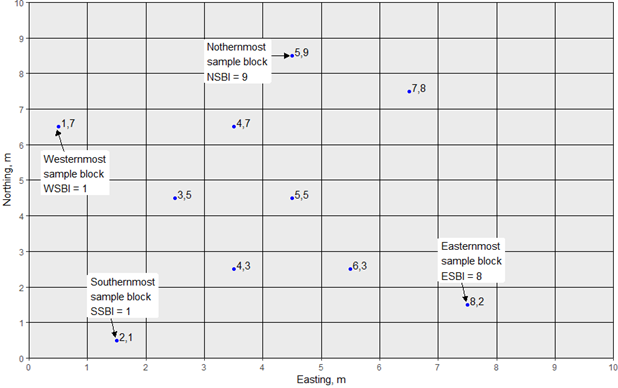 10
9
8
7
6
5
4
3
2
1
0
Northing, m
Nothernmost
sample block
NSBI = 9
5,9
7,8
1,7
4,7
Westernmost
sample block
WSBI = 1
3,5
5,5
4,3
6,3
Easternmost
sample block
ESBI = 8
8,2
Southernmost
sample block
SSBI = 1
2,1
0 1 2 3 4 5 6 7 8 9 10
Easting, m